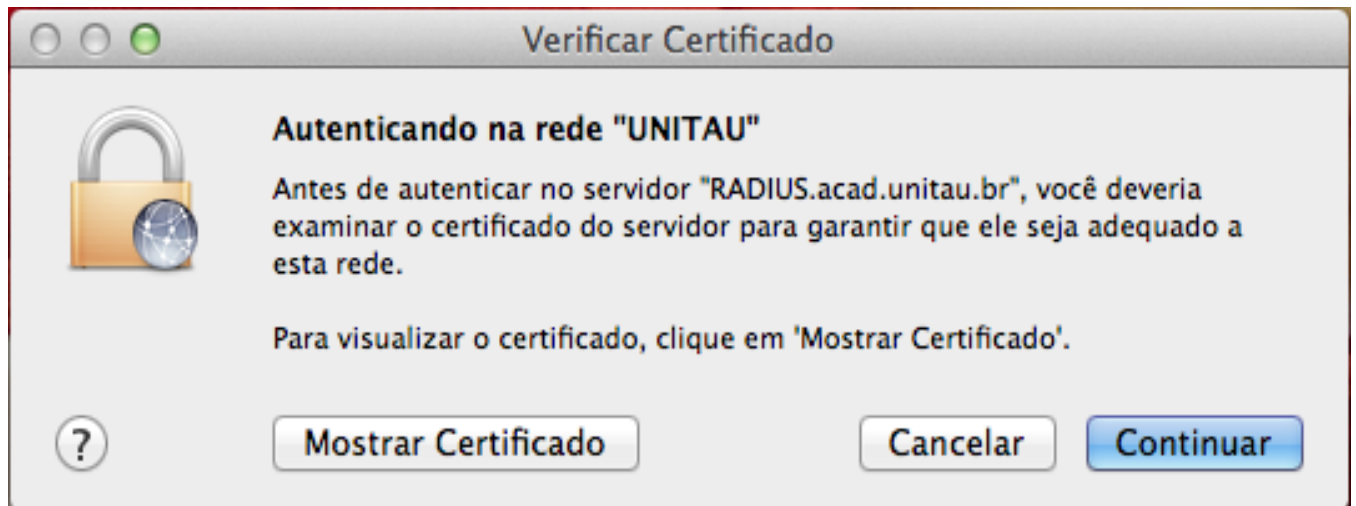 Verificar Certificado
Autenticando na rede "UNITAU"
Antes de autenticar no servidor "RADIUS.acad.unitau.br", você deveria
examinar o certificado do servidor para garantir que ele seja adequado a
esta rede.
Para visualizar o certificado, clique em 'Mostrar Certificado'.
?
Mostrar Certificado
Cancelar
Continuar